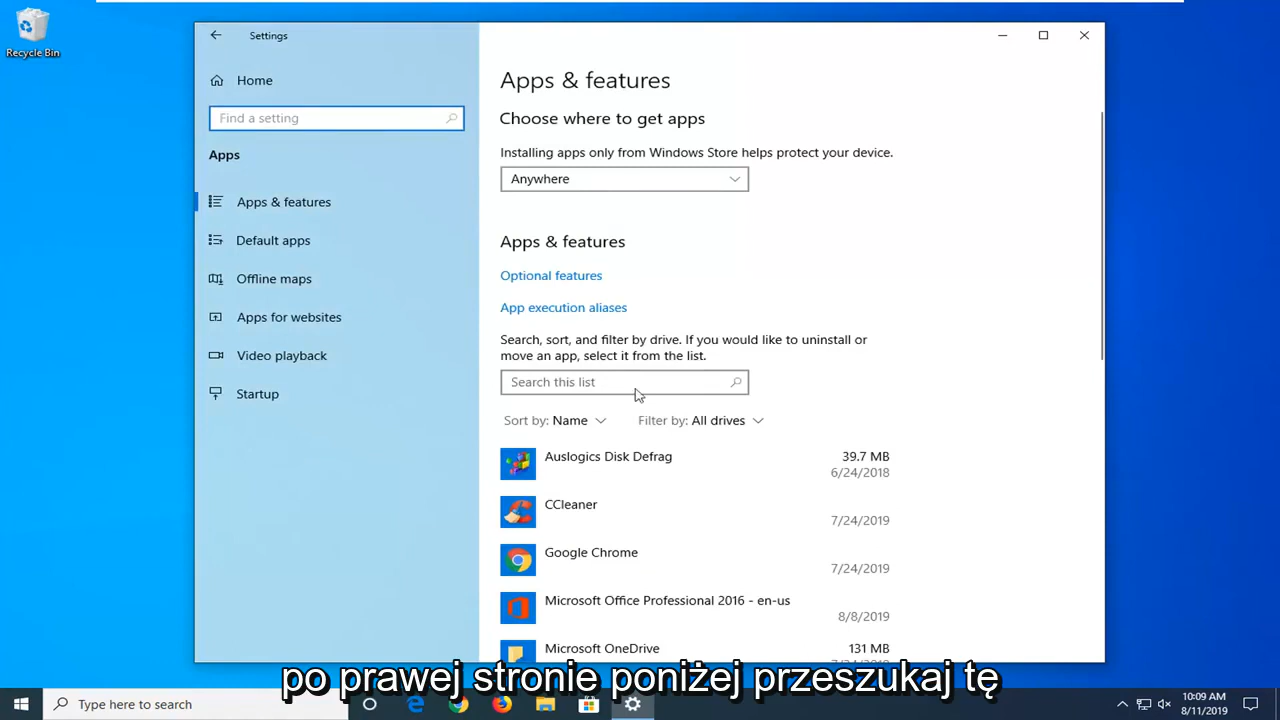 Recycle Bin
Settings
Home
Find a setting
Apps
Apps & features
Default apps
Offline maps
Apps for websites
Video playback
Startup
Apps & features
Choose where to get apps
Installing apps only from Windows Store helps protect your device.
Anywhere
Apps & features
Optional features
App execution aliases
Search, sort, and filter by drive. If you would like to uninstall or
move an app, select it from the list.
Search this list
Sort by: Name Filter by: All drives
Auslogics Disk Defrag 39.7 MB
6/24/2018
CCleaner
7/24/2019
Google Chrome
7/24/2019
Microsoft Office Professional 2016 - en-us
8/8/2019
Microsoft OneDrive 131 MB
po prawej stronie poniżej przeszukaj tę
Type here to search
10:09 AM
8/11/2019